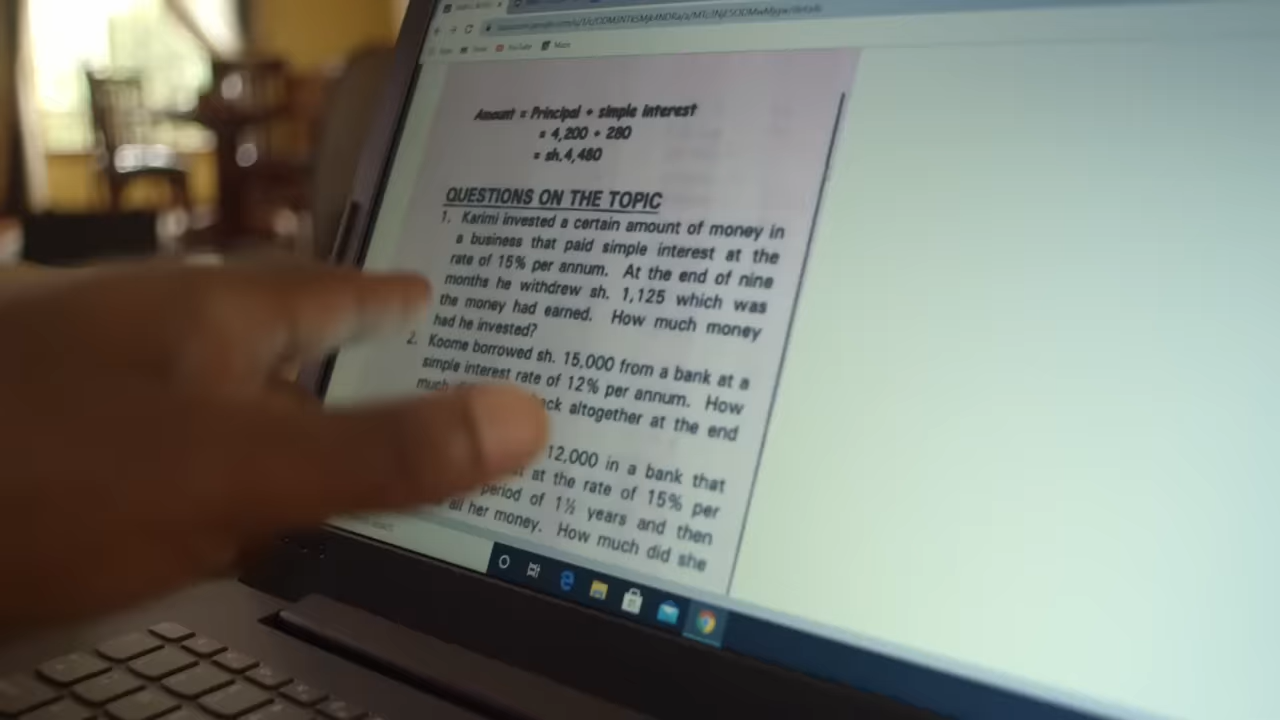 YouTube
Maps
Amount = Principal + simple interest
= 4,200 + 280
= sh.4,480
QUESTIONS ON THE TOPIC
1. Karimi invested a certain amount of money in
a business that paid simple interest at the
rate of 15% per annum. At the end of nine
months he withdrew sh. 1,125 which was
the money had earned. How much money
had he invested?
2. Koome borrowed sh. 15,000 from a bank at a
simple interest rate of 12% per annum. How
much
altogether at the end
12,000 in a bank that
at the rate of 15% per
period of 1½ years and then
all her money. How much did she